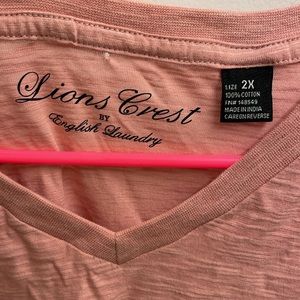 Lions Crest
BY
English Laundry
SIZE 2X
100% COTTON
RN# 148549
MADE IN INDIA
CARE ON REVERSE